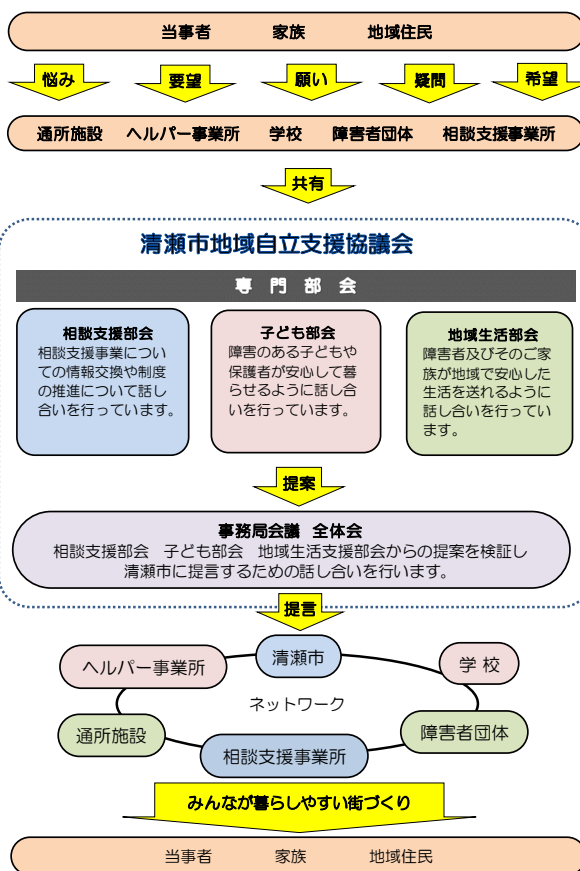 当事者 家族 地域住民
悩み 要望 願い 疑問 希望
通所施設 ヘルパー事業所 学校 障害者団体 相談支援事業所
共有
清瀬市地域自立支援協議会
専門部会
相談支援部会
相談支援事業につい
ての情報交換や制度
の推進について話し
合いを行っています。
子ども部会
障害のある子どもや
保護者が安心して暮
らせるように話し合
いを行っています。
地域生活部会
障害者及びそのご家
族が地域で安心した
生活を送れるように
話し合いを行ってい
ます。
提案
事務局会議 全体会
相談支援部会 子ども部会 地域生活支援部会からの提案を検証し
清瀬市に提言するための話し合いを行います。
提言
清瀬市
ヘルパー事業所
学校
ネットワーク
通所施設
障害者団体
相談支援事業所
みんなが暮らしやすい街づくり
当事者 家族 地域住民